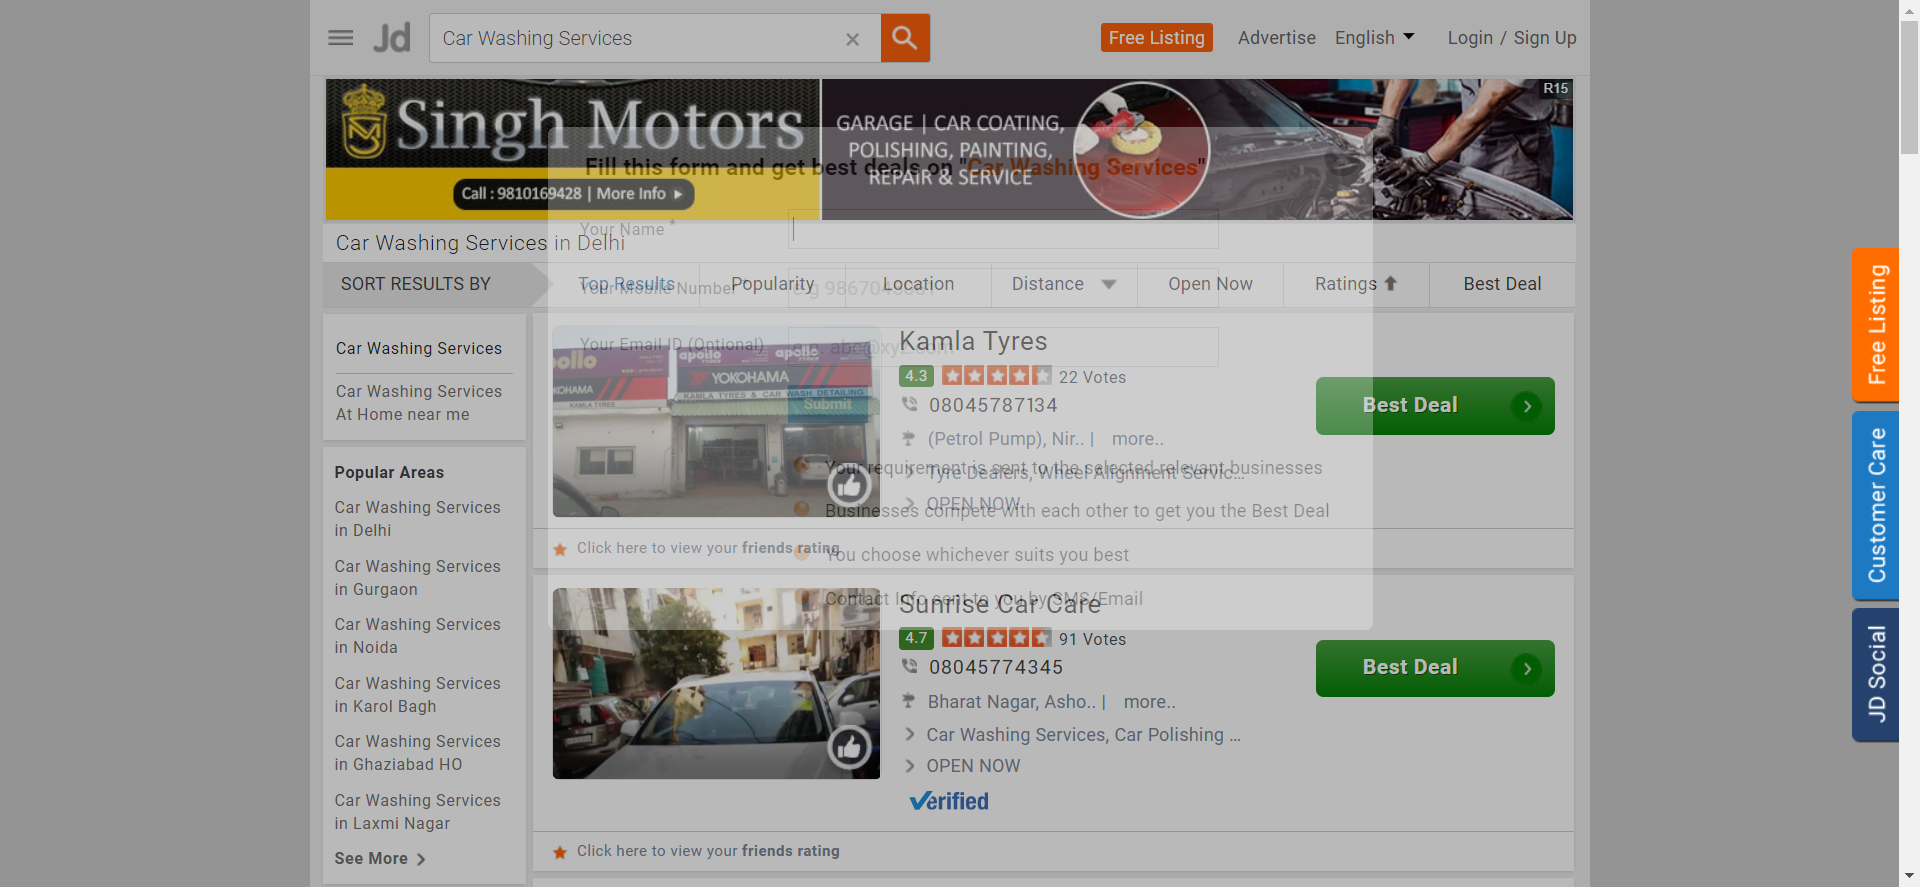 Jd
Car Washing Services
Free Listing
Advertise
English
Login / Sign Up
Singh Motors
Call : 9810169428 | More Info
GARAGE | CAR COATING,
POLISHING, PAINTING,
REPAIR & SERVICE
R15
Fill this form and get best deals on "Car Washing Services"
Your Name *
Car Washing Services in Delhi
SORT RESULTS BY
Top Results
Popularity
Location
Distance
Open Now
Ratings
Best Deal
Your Mobile Number *
Your Email ID (Optional)
Submit
Your requirement is sent to the selected relevant businesses
Businesses compete with each other to get you the Best Deal
You choose whichever suits you best
Contact Info sent to you by SMS/Email
Car Washing Services
Car Washing Services
At Home near me
Popular Areas
Car Washing Services
in Delhi
Car Washing Services
in Gurgaon
Car Washing Services
in Noida
Car Washing Services
in Karol Bagh
Car Washing Services
in Ghaziabad HO
Car Washing Services
in Laxmi Nagar
See More
apollo
YOKOHAMA
KAMLA TYRES & CAR WASH DETAILING
Kamla Tyres
4.3
22 Votes
08045787134
(Petrol Pump), Nir.. | more..
Tyre Dealers, Wheel Alignment Servic...
OPEN NOW
Best Deal
Click here to view your friends rating
Sunrise Car Care
4.7
91 Votes
08045774345
Bharat Nagar, Asho.. | more..
Car Washing Services, Car Polishing ...
OPEN NOW
Verified
Best Deal
Click here to view your friends rating
Free Listing
Customer Care
JD Social